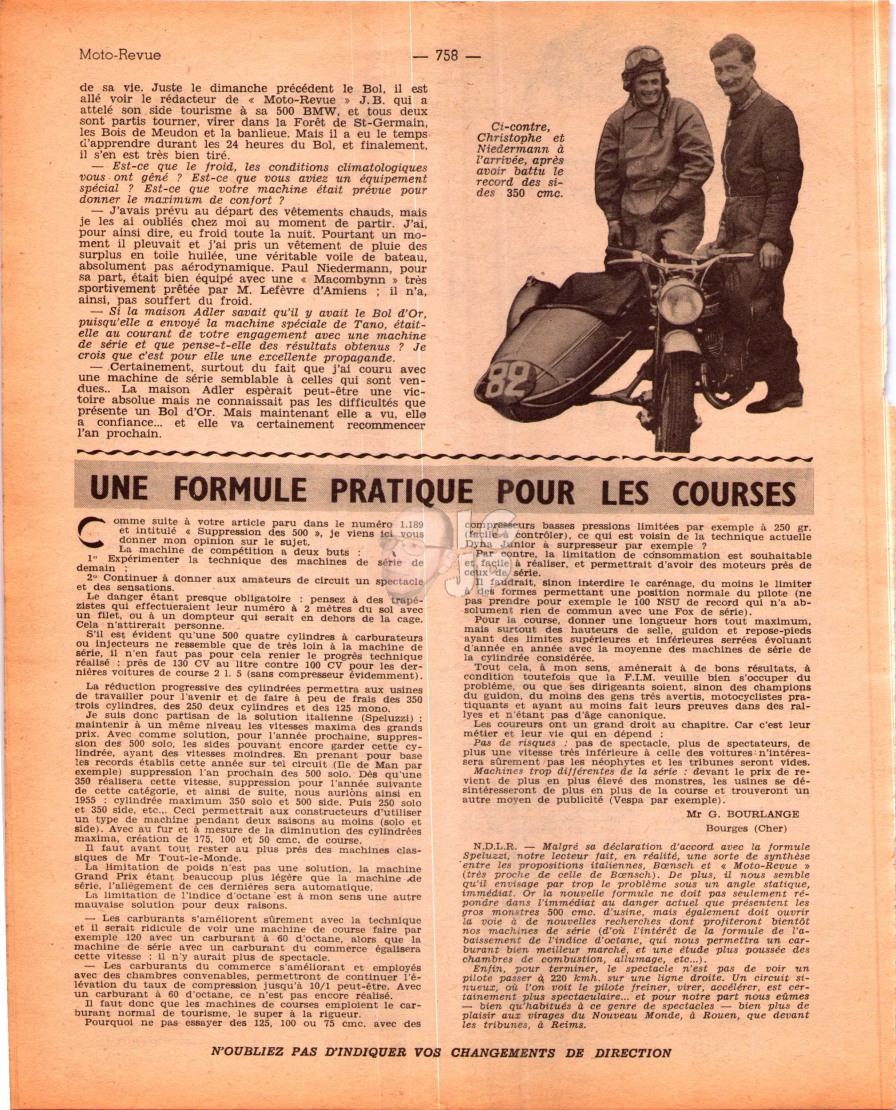 Moto-Revue
— 758 —
de sa vie. Juste le dimanche précédent le Bol, il est
allé voir le rédacteur de « Moto-Revue » J.B. qui a
attelé son side tourisme à sa 500 BMW, et tous deux
sont partis tourner, virer dans la Forêt de St-Germain,
les Bois de Meudon et la banlieue. Mais il a eu le temps
d'apprendre durant les 24 heures du Bol, et finalement,
il s'en est très bien tiré.
— Est-ce que le froid, les conditions climatologiques
vous ont gêné ? Est-ce que vous aviez un équipement
spécial ? Est-ce que votre machine était prévue pour
donner le maximum de confort ?
— J'avais prévu au départ des vêtements chauds, mais
je les ai oubliés chez moi au moment de partir. J'ai,
pour ainsi dire, eu froid toute la nuit. Pourtant un mo-
ment il pleuvait et j'ai pris un vêtement de pluie des
surplus en toile huilée, une véritable voile de bateau,
absolument pas aérodynamique. Paul Niedermann, pour
sa part, était bien équipé avec une « Macombynn » très
sportivement prêtée par M. Lefèvre d'Amiens ; il n'a,
ainsi, pas souffert du froid.
— Si la maison Adler savait qu'il y avait le Bol d'Or,
puisqu'elle a envoyé la machine spéciale de Tano, était-
elle au courant de votre engagement avec une machine
de série et que pense-t-elle des résultats obtenus ? Je
crois que c'est pour elle une excellente propagande.
— Certainement, surtout du fait que j'ai couru avec
une machine de série semblable à celles qui sont ven-
dues.. La maison Adler espérait peut-être une vic-
toire absolue mais ne connaissait pas les difficultés que
présente un Bol d'Or. Mais maintenant elle a vu, elle
a confiance... et elle va certainement recommencer
l'an prochain.
Ci-contre,
Christophe et
Niedermann à
l'arrivée, après
avoir battu le
record des si-
des 350 cmc.
82
UNE FORMULE PRATIQUE POUR LES COURSES
Comme suite à votre article paru dans le numéro 1.189
et intitulé « Suppression des 500 », je viens ici vous
donner mon opinion sur le sujet.
La machine de compétition a deux buts :
1° Expérimenter la technique des machines de série de
demain ;
2° Continuer à donner aux amateurs de circuit un spectacle
et des sensations.
Le danger étant presque obligatoire : pensez à des trapé-
zistes qui effectueraient leur numéro à 2 mètres du sol avec
un filet, ou à un dompteur qui serait en dehors de la cage.
Cela n'attirerait personne.
S'il est évident qu'une 500 quatre cylindres à carburateurs
ou injecteurs ne ressemble que de très loin à la machine de
série, il n'en faut pas pour cela renier le progrès technique
réalisé : près de 130 CV au litre contre 100 CV pour les der-
nières voitures de course 2 l. 5 (sans compresseur évidemment).
La réduction progressive des cylindrées permettra aux usines
de travailler pour l'avenir et de faire à peu de frais des 350
trois cylindres, des 250 deux cylindres et des 125 mono.
Je suis donc partisan de la solution italienne (Speluzzi) :
maintenir à un même niveau les vitesses maxima des grands
prix. Avec comme solution, pour l'année prochaine, suppres-
sion des 500 solo, les sides pouvant encore garder cette cy-
lindrée, ayant des vitesses moindres. En prenant pour base
les records établis cette année sur tel circuit (Ile de Man par
exemple) suppression l'an prochain des 500 solo. Dès qu'une
350 réalisera cette vitesse, suppression pour l'année suivante
de cette catégorie, et ainsi de suite, nous aurions ainsi en
1955 : cylindrée maximum 350 solo et 500 side. Puis 250 solo
et 350 side, etc... Ceci permettrait aux constructeurs d'utiliser
un type de machine pendant deux saisons au moins (solo et
side). Avec au fur et à mesure de la diminution des cylindrées
maxima, création de 175, 100 et 50 cmc. de course.
Il faut avant tout rester au plus près des machines clas-
siques de Mr Tout-le-Monde.
La limitation de poids n'est pas une solution, la machine
Grand Prix étant beaucoup plus légère que la machine de
série, l'allègement de ces dernières sera automatique.
La limitation de l'indice d'octane est à mon sens une autre
mauvaise solution pour deux raisons.
— Les carburants s'améliorent sûrement avec la technique
et il serait ridicule de voir une machine de course faire par
exemple 120 avec un carburant à 60 d'octane, alors que la
machine de série avec un carburant du commerce égalisera
cette vitesse : il n'y aurait plus de spectacle.
— Les carburants du commerce s'améliorant et employés
avec des chambres convenables, permettront de continuer l'é-
lévation du taux de compression jusqu'à 10/1 peut-être. Avec
un carburant à 60 d'octane, ce n'est pas encore réalisé.
Il faut donc que les machines de courses emploient le car-
burant normal de tourisme, le super à la rigueur.
Pourquoi ne pas essayer des 125, 100 ou 75 cmc. avec des
compresseurs basses pressions limitées par exemple à 250 gr.
(facile à contrôler), ce qui est voisin de la technique actuelle
Dyna Junior à surpresseur par exemple ?
Par contre, la limitation de consommation est souhaitable
et facile à réaliser, et permettrait d'avoir des moteurs près de
ceux de série.
Il faudrait, sinon interdire le carénage, du moins le limiter
à des formes permettant une position normale du pilote (ne
pas prendre pour exemple le 100 NSU de record qui n'a ab-
solument rien de commun avec une Fox de série).
Pour la course, donner une longueur hors tout maximum,
mais surtout des hauteurs de selle, guidon et repose-pieds
ayant des limites supérieures et inférieures serrées évoluant
d'année en année avec la moyenne des machines de série de
la cylindrée considérée.
Tout cela, à mon sens, amènerait à de bons résultats, à
condition toutefois que la F.I.M. veuille bien s'occuper du
problème, ou que ses dirigeants soient, sinon des champions
du guidon, du moins des gens très avertis, motocyclistes pra-
tiquants et ayant au moins fait leurs preuves dans des ral-
lyes et n'étant pas d'âge canonique.
Les coureurs ont un grand droit au chapitre. Car c'est leur
métier et leur vie qui en dépend :
Pas de risques : pas de spectacle, plus de spectateurs, de
plus une vitesse très inférieure à celle des voitures n'intéres-
sera sûrement pas les néophytes et les tribunes seront vides.
Machines trop différentes de la série : devant le prix de re-
vient de plus en plus élevé des monstres, les usines se dé-
sintéresseront de plus en plus de la course et trouveront un
autre moyen de publicité (Vespa par exemple).
Mr G. BOURLANGE
Bourges (Cher)
N.D.L.R. — Malgré sa déclaration d'accord avec la formule
Speluzzi, notre lecteur fait, en réalité, une sorte de synthèse
entre les propositions italiennes, Bœnsch et « Moto-Revue »
(très proche de celle de Bœnsch). De plus, il nous semble
qu'il envisage par trop le problème sous un angle statique,
immédiat. Or la nouvelle formule ne doit pas seulement ré-
pondre dans l'immédiat au danger actuel que présentent les
gros monstres 500 cmc. d'usine, mais également doit ouvrir
la voie à de nouvelles recherches dont profiteront bientôt
nos machines de série (d'où l'intérêt de la formule de l'a-
baissement de l'indice d'octane, qui nous permettra un car-
burant bien meilleur marché, et une étude plus poussée des
chambres de combustion, allumage, etc...).
Enfin, pour terminer, le spectacle n'est pas de voir un
pilote passer à 220 kmh. sur une ligne droite. Un circuit si-
nueux, où l'on voit le pilote freiner, virer, accélérer, est cer-
tainement plus spectaculaire... et pour notre part nous eûmes
— bien qu'habitués à ce genre de spectacles — bien plus de
plaisir aux virages du Nouveau Monde, à Rouen, que devant
les tribunes, à Reims.
N'OUBLIEZ PAS D'INDIQUER VOS CHANGEMENTS DE DIRECTION